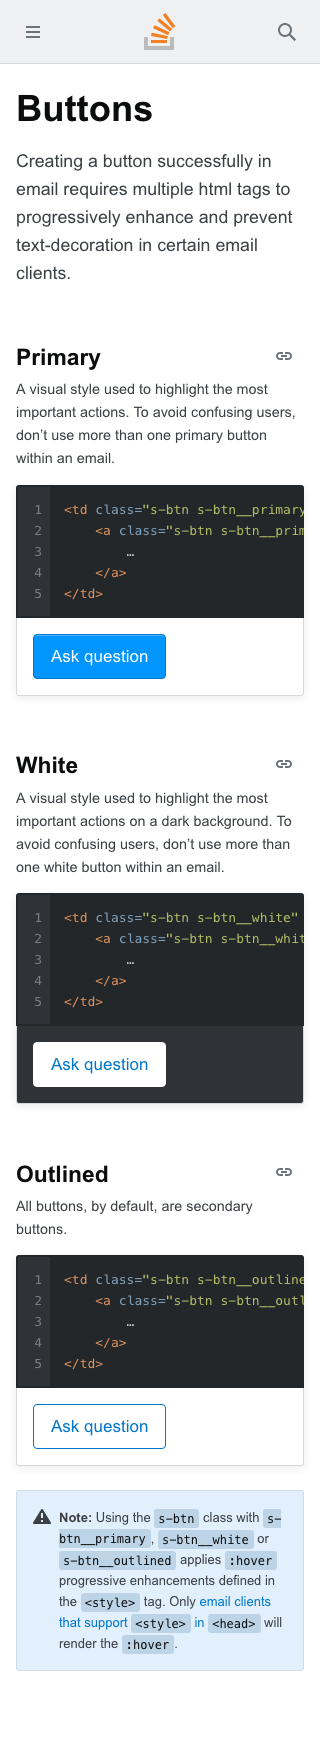 Buttons
Creating a button successfully in
email requires multiple html tags to
progressively enhance and prevent
text-decoration in certain email
clients.
Primary
A visual style used to highlight the most
important actions. To avoid confusing users,
don’t use more than one primary button
within an email.
1 <td class="s-btn s-btn__primary
2     <a class="s-btn s-btn__prim
3         …
4     </a>
5 </td>
Ask question
White
A visual style used to highlight the most
important actions on a dark background. To
avoid confusing users, don’t use more than
one white button within an email.
1 <td class="s-btn s-btn__white"
2     <a class="s-btn s-btn__whit
3         …
4     </a>
5 </td>
Ask question
Outlined
All buttons, by default, are secondary
buttons.
1 <td class="s-btn s-btn__outline
2     <a class="s-btn s-btn__outl
3         …
4     </a>
5 </td>
Ask question
Note: Using the s-btn class with s-
btn__primary, s-btn__white or
s-btn__outlined applies :hover
progressive enhancements defined in
the <style> tag. Only email clients
that support <style> in <head> will
render the :hover.